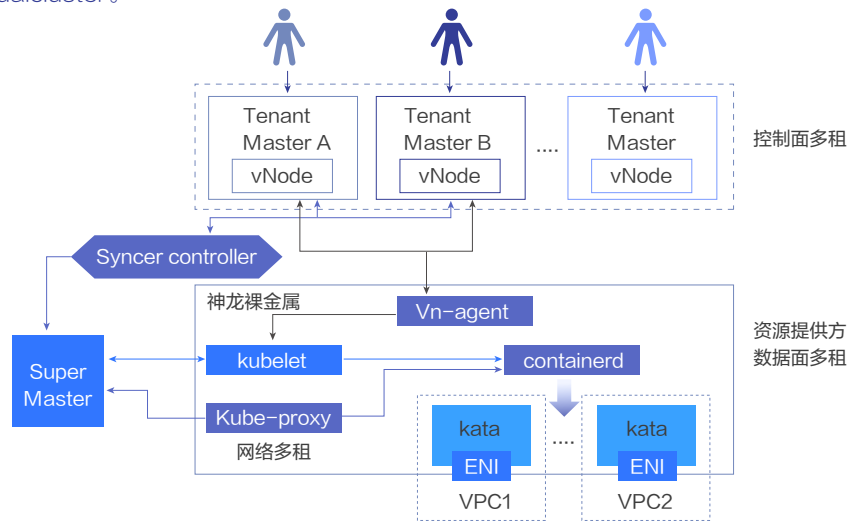 Tenant
Master A
vNode
Tenant
Master B
vNode
....
Tenant
Master
vNode
控制面多租
Syncer controller
神龙裸金属
Vn-agent
资源提供方
数据面多租
Super
Master
kubelet
containerd
Kube-proxy
网络多租
kata
ENI
VPC1
....
kata
ENI
VPC2